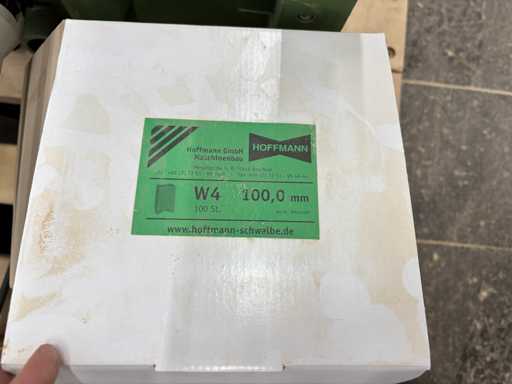 Hoffmann GmbH
Maschinenbau
HOFFMANN
W4 100,0 mm
100 St.
www.hoffmann-schwalbe.de